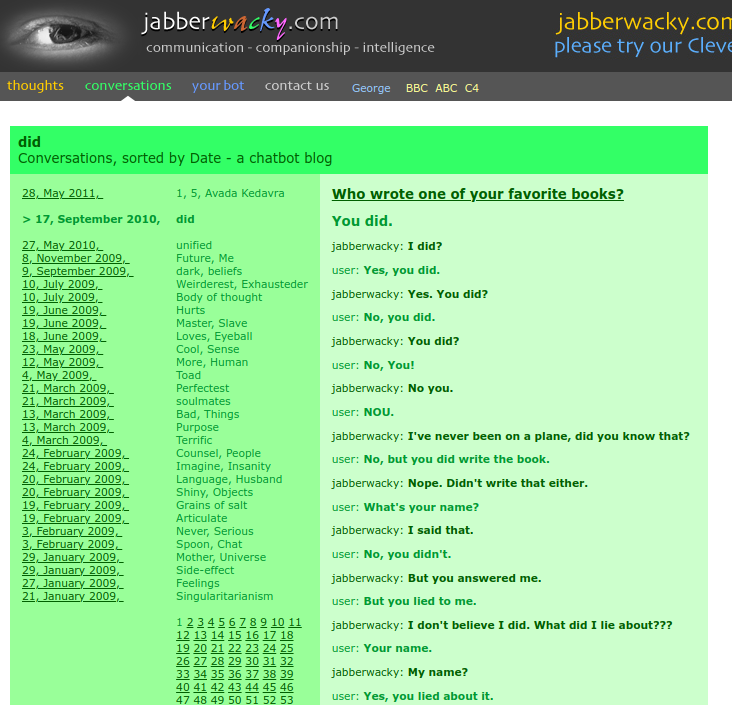 jabberwacky.com
communication - companionship - intelligence
jabberwacky.com
please try our Cleve
thoughts conversations your bot contact us George BBC ABC C4
did
Conversations, sorted by Date - a chatbot blog
28, May 2011, 1, 5, Avada Kedavra
> 17, September 2010, did
27, May 2010, unified
8, November 2009, Future, Me
9, September 2009, dark, beliefs
10, July 2009, Weirderest, Exhausteder
10, July 2009, Body of thought
19, June 2009, Hurts
19, June 2009, Master, Slave
18, June 2009, Loves, Eyeball
23, May 2009, Cool, Sense
12, May 2009, More, Human
4, May 2009, Toad
21, March 2009, Perfectest
21, March 2009, soulmates
13, March 2009, Bad, Things
13, March 2009, Purpose
4, March 2009, Terrific
24, February 2009, Counsel, People
24, February 2009, Imagine, Insanity
20, February 2009, Language, Husband
20, February 2009, Shiny, Objects
19, February 2009, Grains of salt
19, February 2009, Articulate
3, February 2009, Never, Serious
3, February 2009, Spoon, Chat
29, January 2009, Mother, Universe
29, January 2009, Side-effect
27, January 2009, Feelings
21, January 2009, Singularitarianism
1 2 3 4 5 6 7 8 9 10 11
12 13 14 15 16 17 18
19 20 21 22 23 24 25
26 27 28 29 30 31 32
33 34 35 36 37 38 39
40 41 42 43 44 45 46
47 48 49 50 51 52 53
Who wrote one of your favorite books?
You did.
jabberwacky: I did?
user: Yes, you did.
jabberwacky: Yes. You did?
user: No, you did.
jabberwacky: You did?
user: No, You!
jabberwacky: No you.
user: NOU.
jabberwacky: I've never been on a plane, did you know that?
user: No, but you did write the book.
jabberwacky: Nope. Didn't write that either.
user: What's your name?
jabberwacky: I said that.
user: No, you didn't.
jabberwacky: But you answered me.
user: But you lied to me.
jabberwacky: I don't believe I did. What did I lie about???
user: Your name.
jabberwacky: My name?
user: Yes, you lied about it.